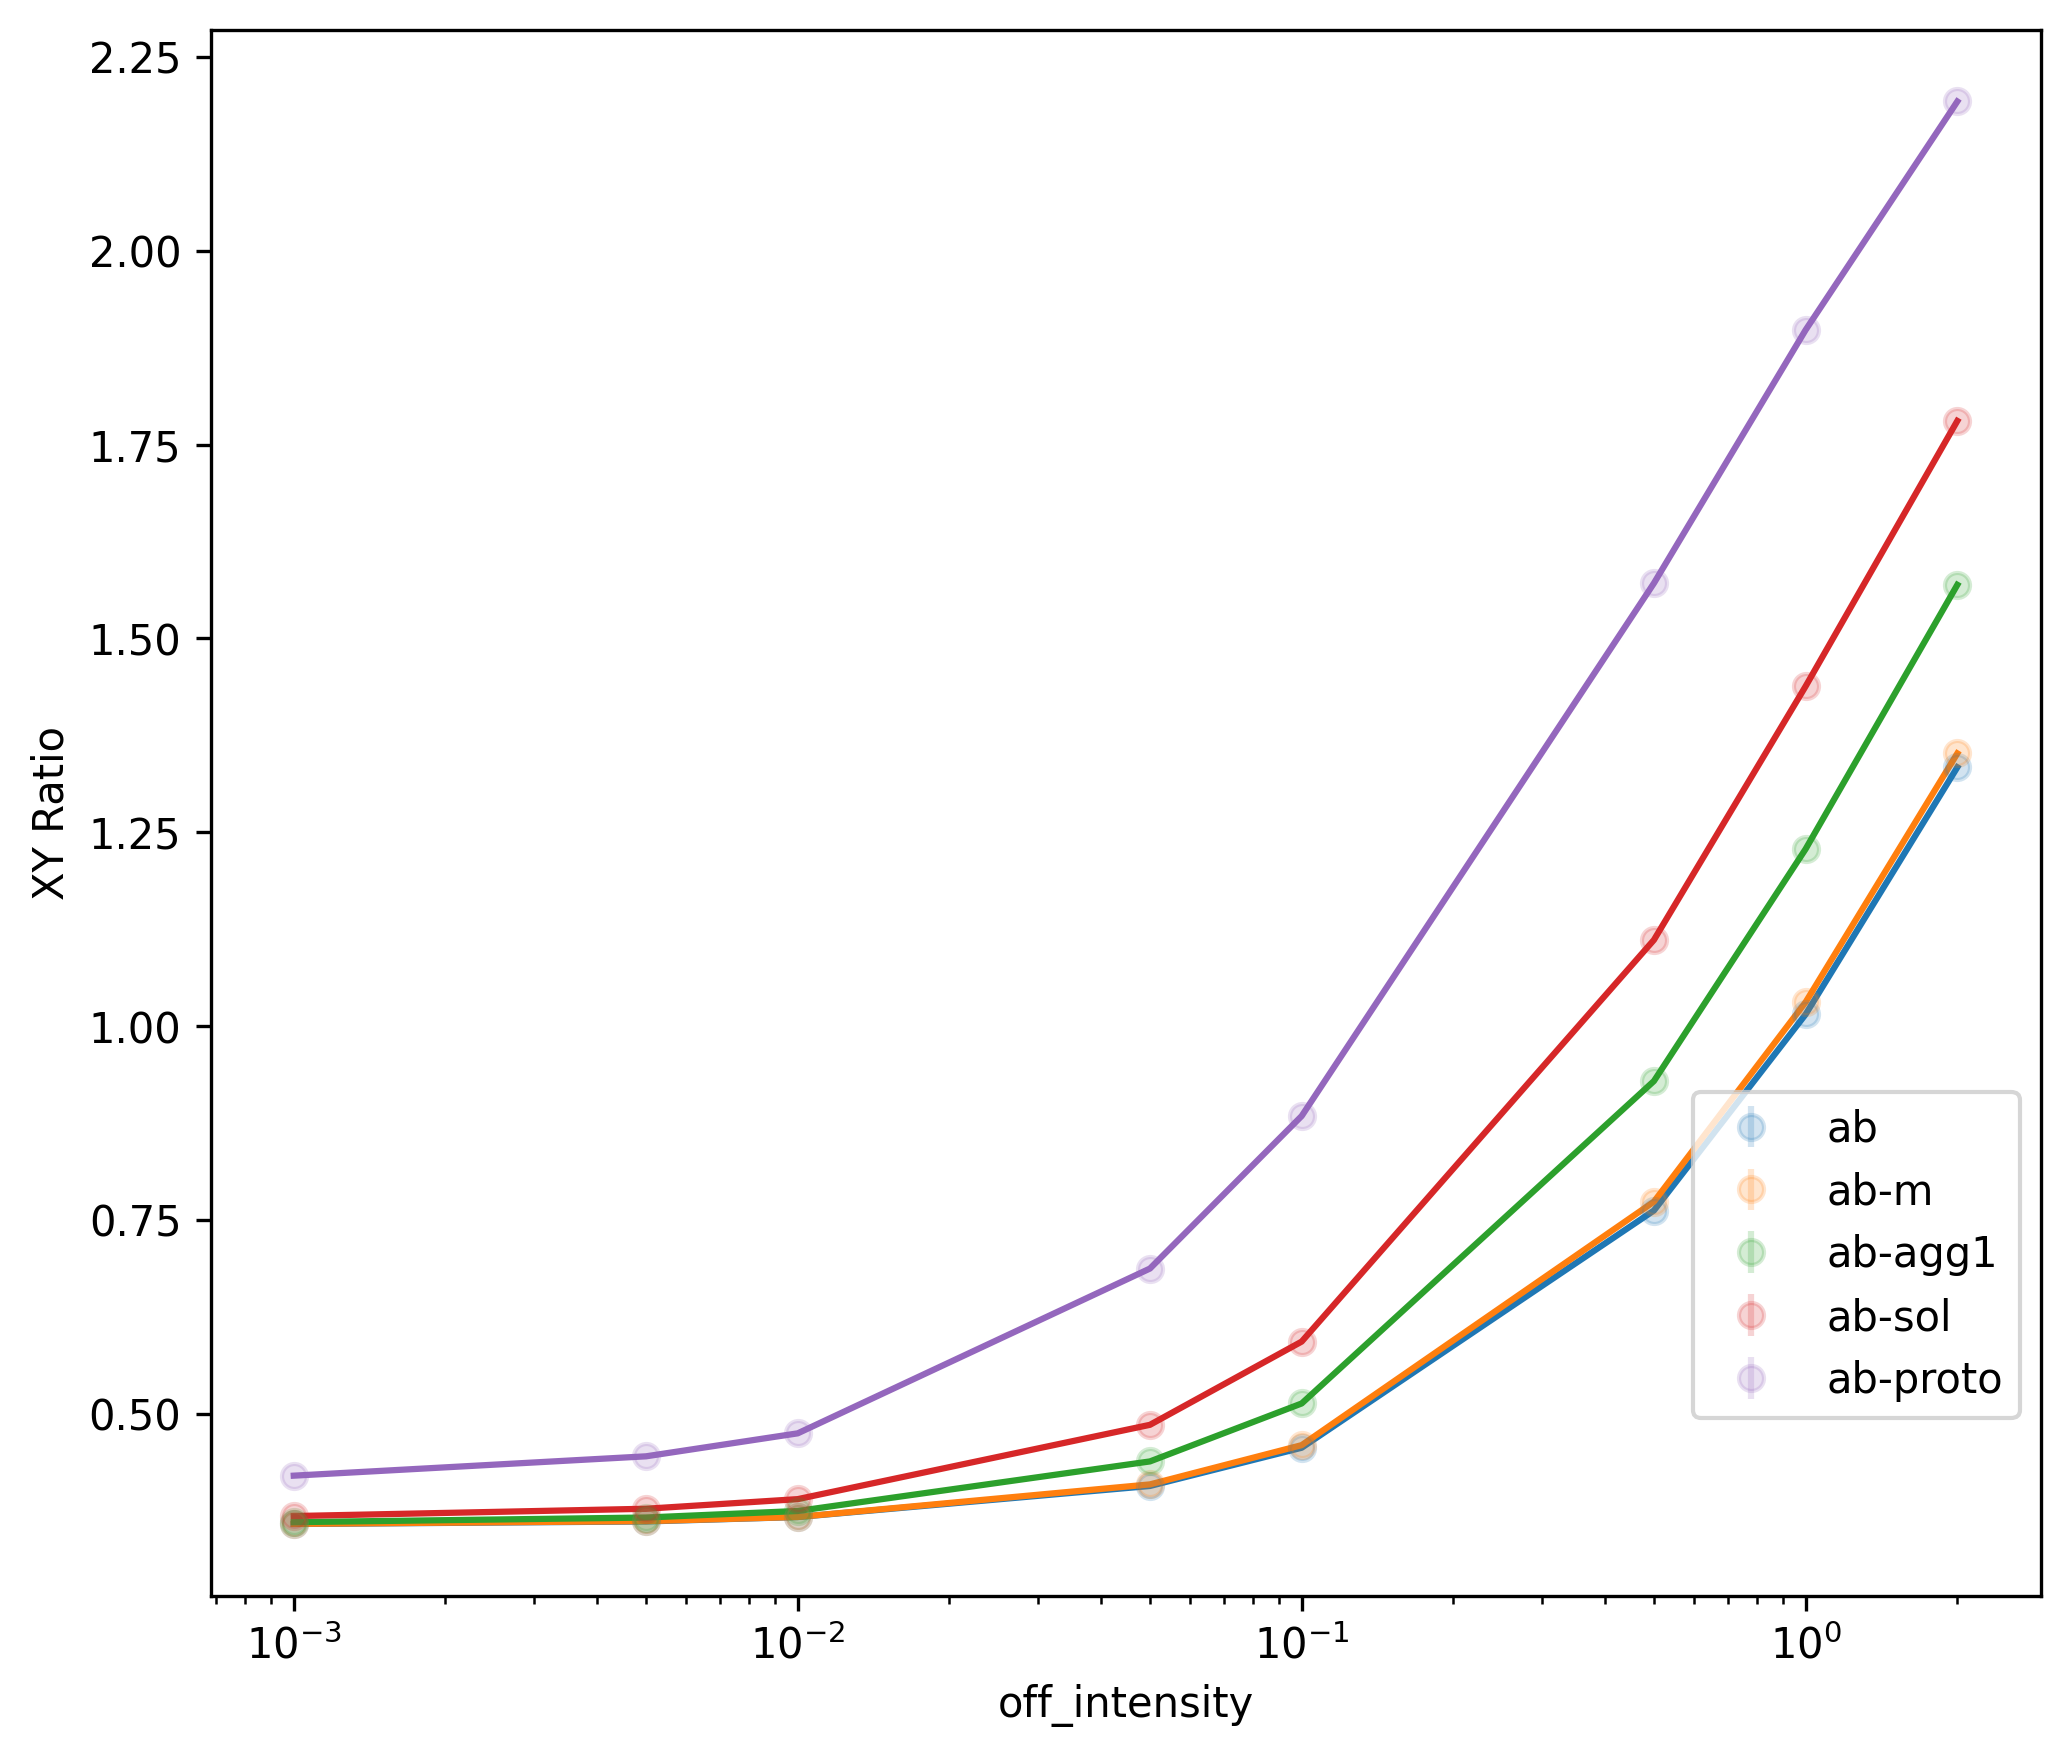 2.25
2.00
1.75
1.50
1.25
1.00
0.75
0.50
XY Ratio
10⁻³
10⁻²
10⁻¹
10⁰
off_intensity
ab
ab-m
ab-agg1
ab-sol
ab-proto